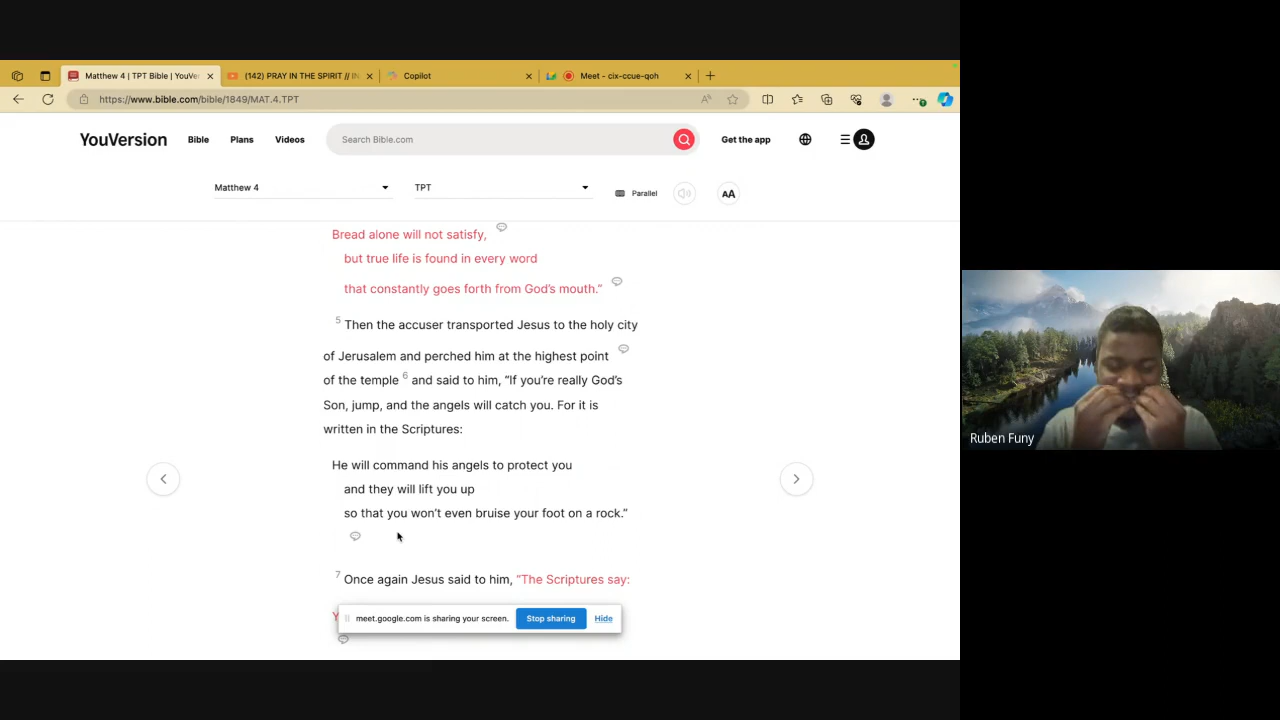 Matthew 4 | TPT Bible | YouVer
(142) PRAY IN THE SPIRIT // IN
Copilot
Meet - cix-ccue-qoh
https://www.bible.com/bible/1849/MAT.4.TPT
YouVersion
Bible
Plans
Videos
Search Bible.com
Get the app
Matthew 4
TPT
Parallel
AA
Bread alone will not satisfy,
but true life is found in every word
that constantly goes forth from God’s mouth.”
5 Then the accuser transported Jesus to the holy city
of Jerusalem and perched him at the highest point
of the temple 6 and said to him, “If you’re really God’s
Son, jump, and the angels will catch you. For it is
written in the Scriptures:
He will command his angels to protect you
and they will lift you up
so that you won’t even bruise your foot on a rock.”
7 Once again Jesus said to him, “The Scriptures say:
meet.google.com is sharing your screen.
Stop sharing
Hide
Ruben Funy